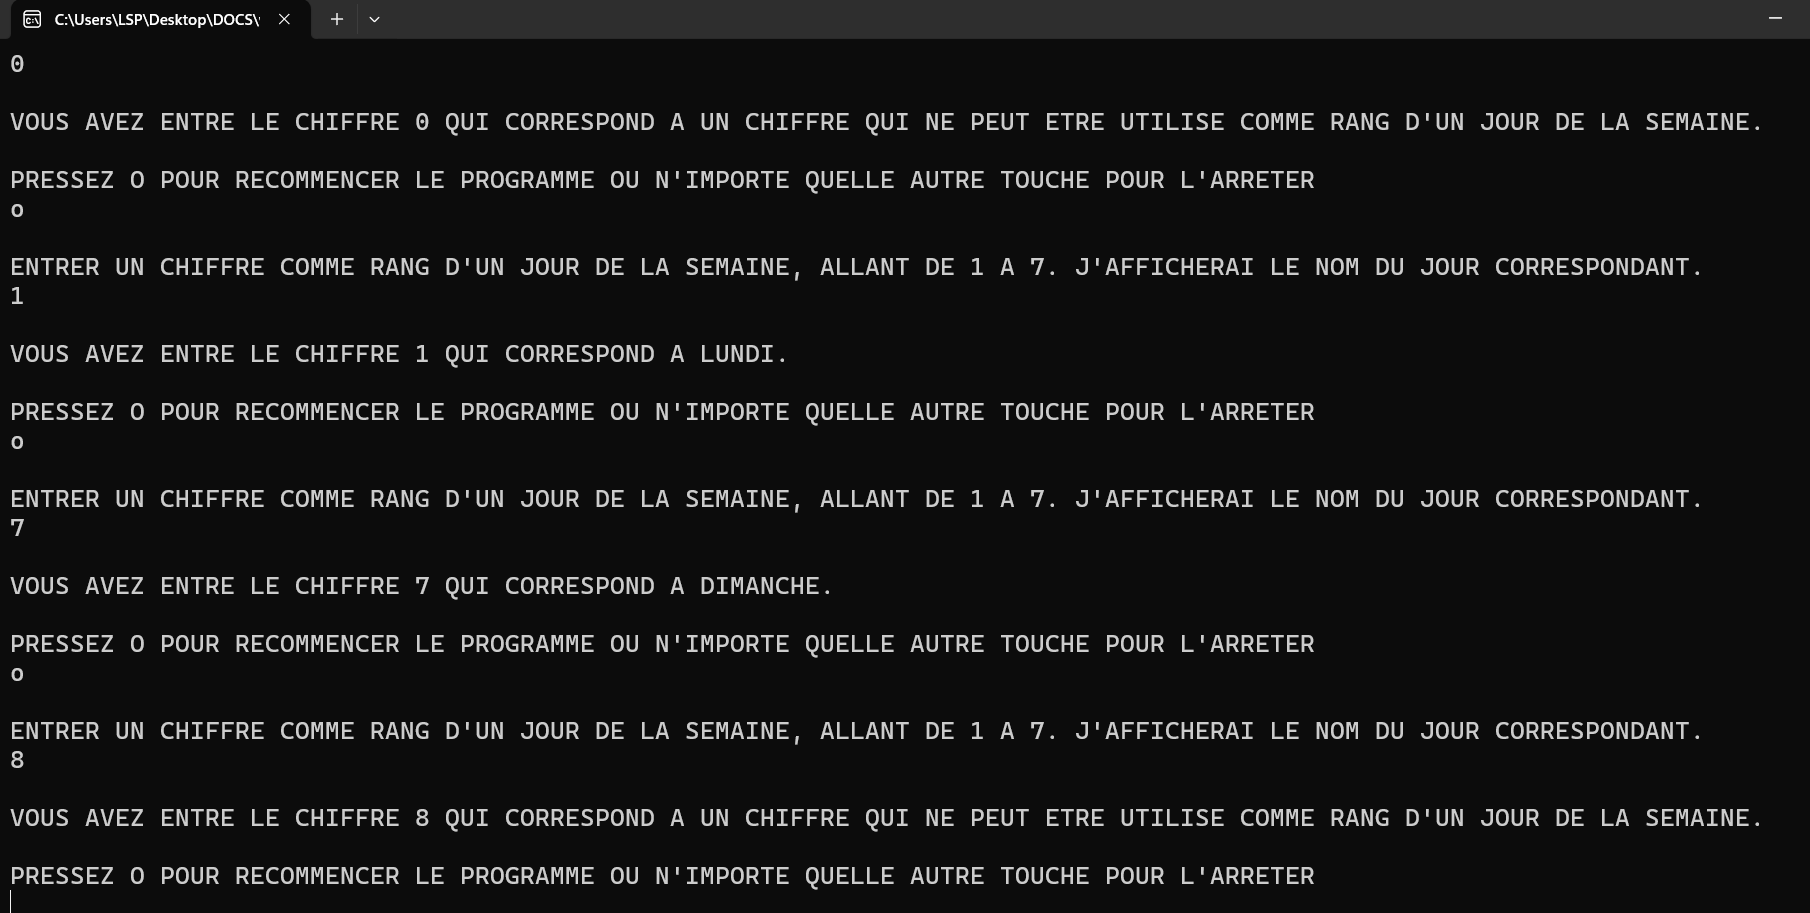 C:\Users\LSP\Desktop\DOCS\
0
VOUS AVEZ ENTRE LE CHIFFRE 0 QUI CORRESPOND A UN CHIFFRE QUI NE PEUT ETRE UTILISE COMME RANG D'UN JOUR DE LA SEMAINE.
PRESSEZ O POUR RECOMMENCER LE PROGRAMME OU N'IMPORTE QUELLE AUTRE TOUCHE POUR L'ARRETER
o
ENTRER UN CHIFFRE COMME RANG D'UN JOUR DE LA SEMAINE, ALLANT DE 1 A 7. J'AFFICHERAI LE NOM DU JOUR CORRESPONDANT.
1
VOUS AVEZ ENTRE LE CHIFFRE 1 QUI CORRESPOND A LUNDI.
PRESSEZ O POUR RECOMMENCER LE PROGRAMME OU N'IMPORTE QUELLE AUTRE TOUCHE POUR L'ARRETER
o
ENTRER UN CHIFFRE COMME RANG D'UN JOUR DE LA SEMAINE, ALLANT DE 1 A 7. J'AFFICHERAI LE NOM DU JOUR CORRESPONDANT.
7
VOUS AVEZ ENTRE LE CHIFFRE 7 QUI CORRESPOND A DIMANCHE.
PRESSEZ O POUR RECOMMENCER LE PROGRAMME OU N'IMPORTE QUELLE AUTRE TOUCHE POUR L'ARRETER
o
ENTRER UN CHIFFRE COMME RANG D'UN JOUR DE LA SEMAINE, ALLANT DE 1 A 7. J'AFFICHERAI LE NOM DU JOUR CORRESPONDANT.
8
VOUS AVEZ ENTRE LE CHIFFRE 8 QUI CORRESPOND A UN CHIFFRE QUI NE PEUT ETRE UTILISE COMME RANG D'UN JOUR DE LA SEMAINE.
PRESSEZ O POUR RECOMMENCER LE PROGRAMME OU N'IMPORTE QUELLE AUTRE TOUCHE POUR L'ARRETER